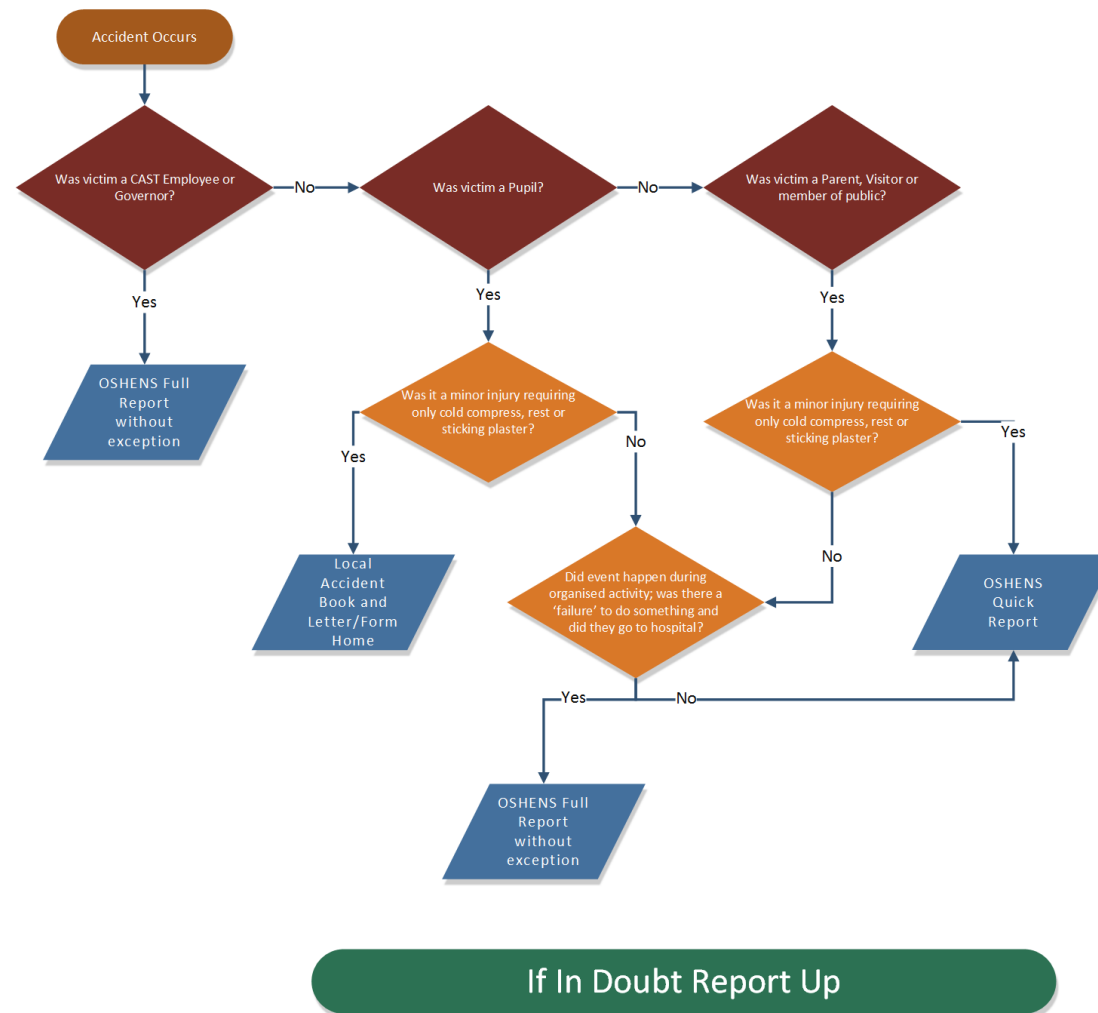 Accident Occurs
Was victim a CAST Employee or
Governor?
No
Was victim a Pupil?
No
Was victim a Parent, Visitor or
member of public?
Yes
Yes
Yes
OSHENS Full
Report
without
exception
Was it a minor injury requiring
only cold compress, rest or
sticking plaster?
Was it a minor injury requiring
only cold compress, rest or
sticking plaster?
Yes
No
Yes
No
Local
Accident
Book and
Letter/Form
Home
Did event happen during
organised activity; was there a
‘failure’ to do something and
did they go to hospital?
OSHENS
Quick
Report
Yes
No
OSHENS Full
Report
without
exception
If In Doubt Report Up